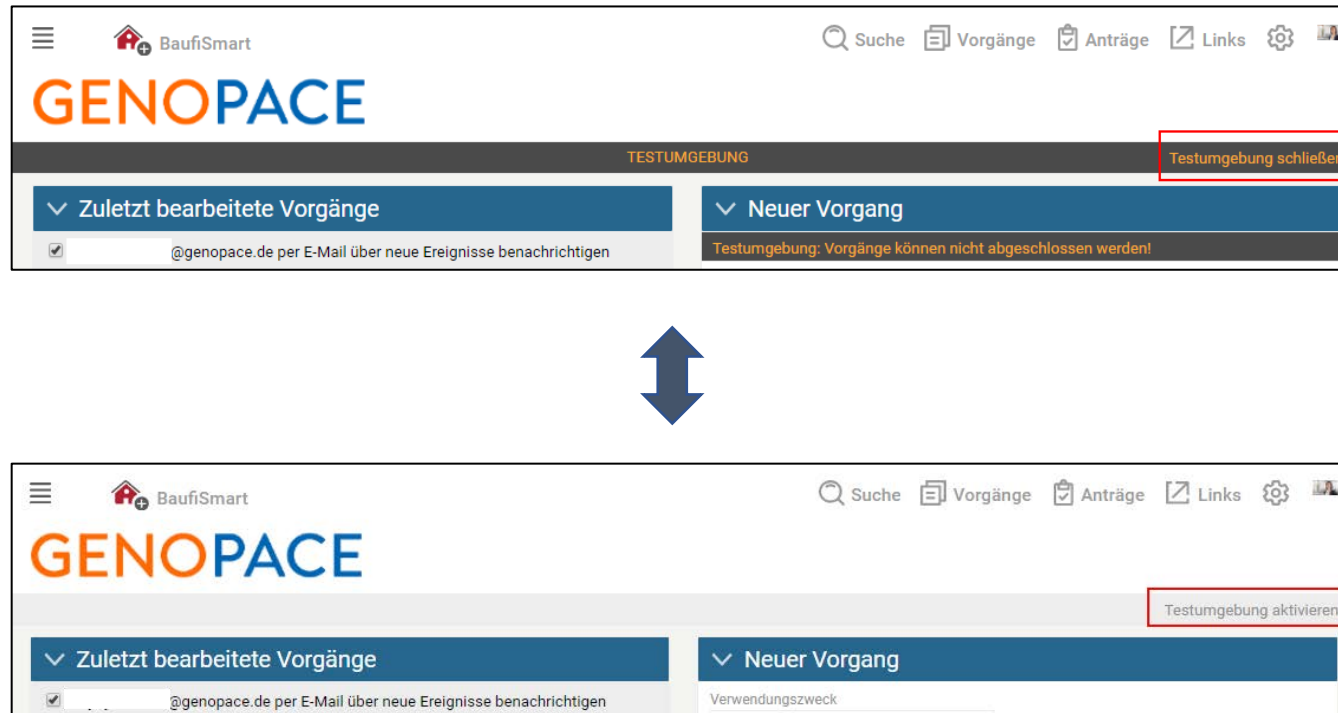 BaufiSmart
Suche Vorgänge Anträge Links
GENOPACE
TESTUMGEBUNG Testumgebung schließen
Zuletzt bearbeitete Vorgänge
@genopace.de per E-Mail über neue Ereignisse benachrichtigen
Neuer Vorgang
Testumgebung: Vorgänge können nicht abgeschlossen werden!
BaufiSmart
Suche Vorgänge Anträge Links
GENOPACE
Testumgebung aktivieren
Zuletzt bearbeitete Vorgänge
@genopace.de per E-Mail über neue Ereignisse benachrichtigen
Neuer Vorgang
Verwendungszweck